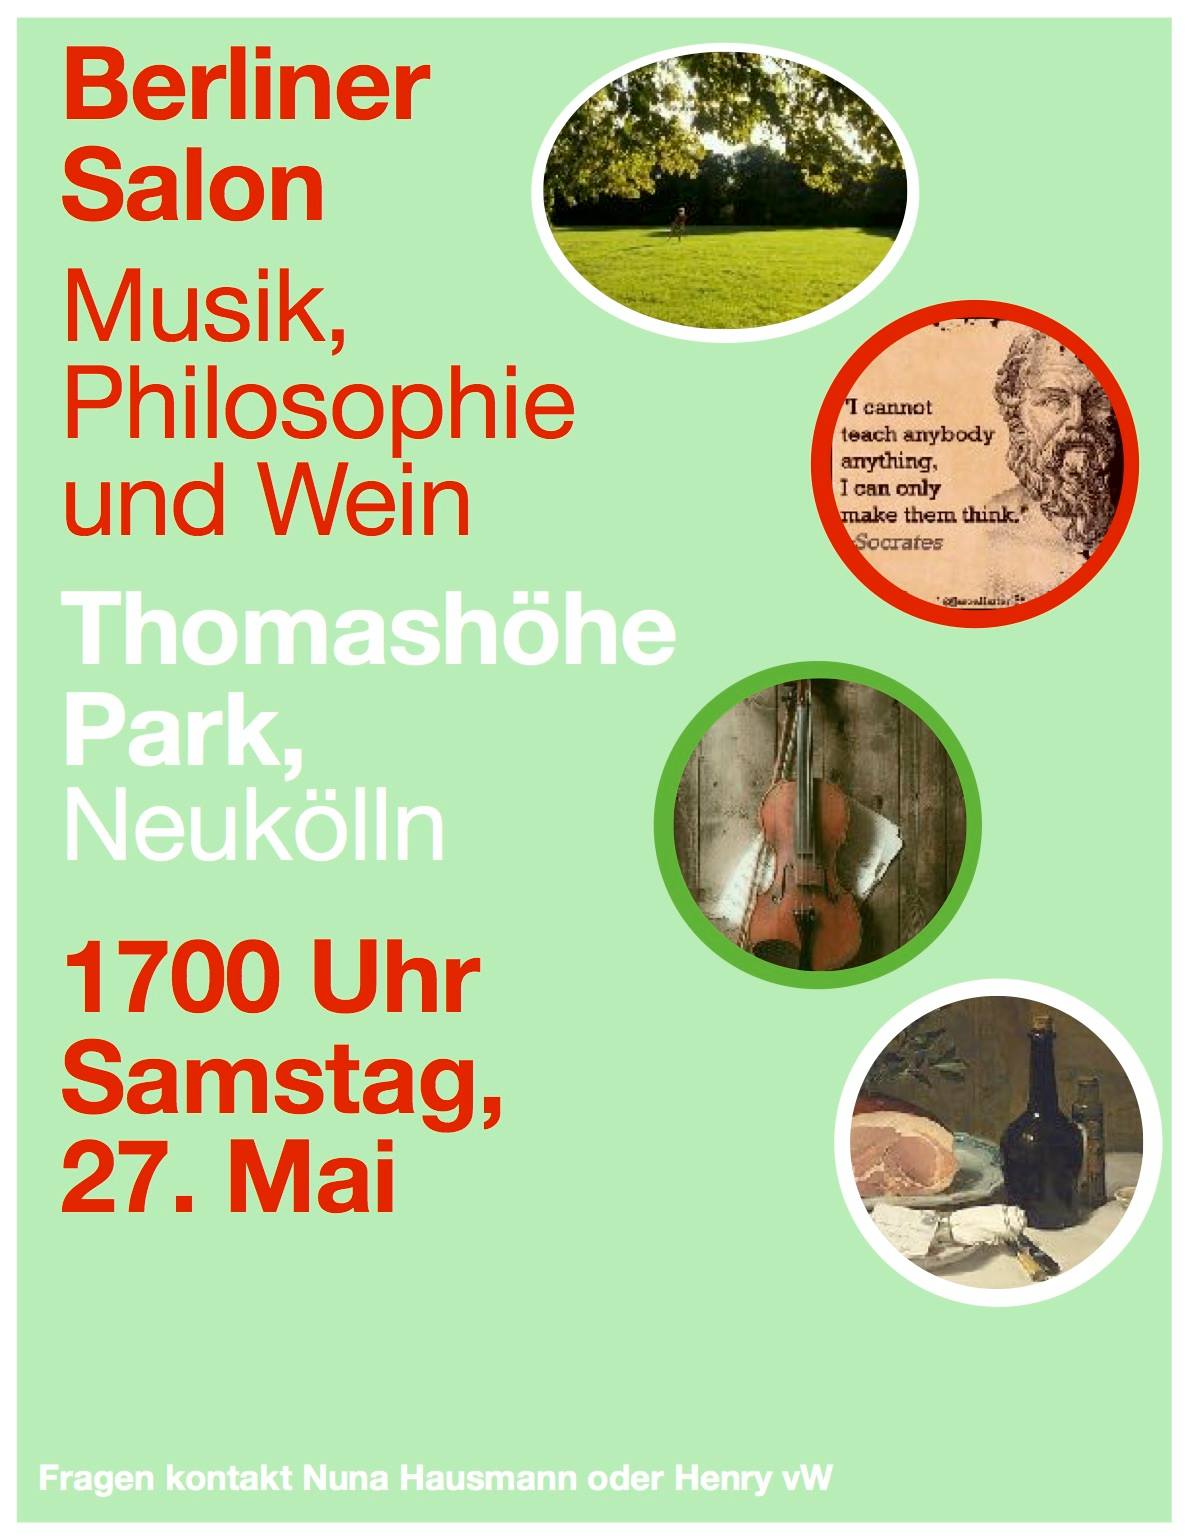 Berliner
Salon
Musik,
Philosophie
und Wein
"I cannot
teach anybody
anything,
I can only
make them think."
-Socrates
Thomashöhe
Park,
Neukölln
1700 Uhr
Samstag,
27. Mai
Fragen kontakt Nuna Hausmann oder Henry vW